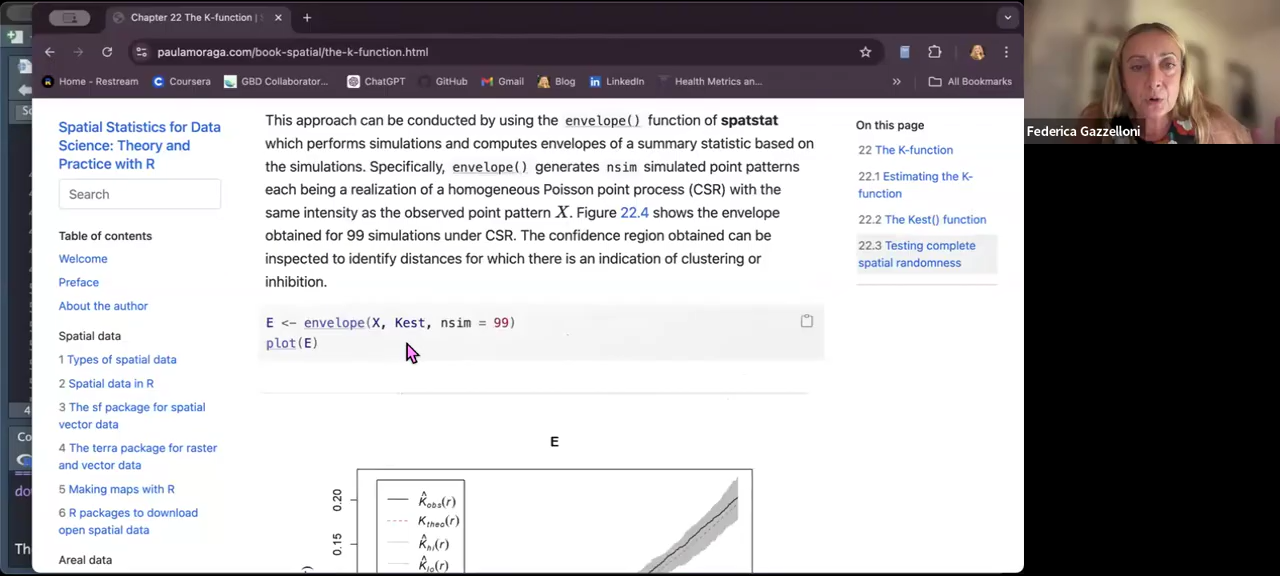 Chapter 22 The K-function |
paulamoraga.com/book-spatial/the-k-function.html
Home - Restream
Coursera
GBD Collaborator...
ChatGPT
GitHub
Gmail
Blog
LinkedIn
Health Metrics an...
»
All Bookmarks
Spatial Statistics for Data
Science: Theory and
Practice with R
Search
Table of contents
Welcome
Preface
About the author
Spatial data
1 Types of spatial data
2 Spatial data in R
3 The sf package for spatial
vector data
4 The terra package for raster
and vector data
5 Making maps with R
6 R packages to download
open spatial data
Areal data
This approach can be conducted by using the envelope() function of spatstat
which performs simulations and computes envelopes of a summary statistic based on
the simulations. Specifically, envelope() generates nsim simulated point patterns
each being a realization of a homogeneous Poisson point process (CSR) with the
same intensity as the observed point pattern X. Figure 22.4 shows the envelope
obtained for 99 simulations under CSR. The confidence region obtained can be
inspected to identify distances for which there is an indication of clustering or
inhibition.
E <- envelope(X, Kest, nsim = 99)
plot(E)
E
0.20
0.15
K̂obs(r)
Ktheo(r)
K̂hi(r)
K̂lo(r)
On this page
22 The K-function
22.1 Estimating the K-
function
22.2 The Kest() function
22.3 Testing complete
spatial randomness
Federica Gazzelloni
Co
do
Th